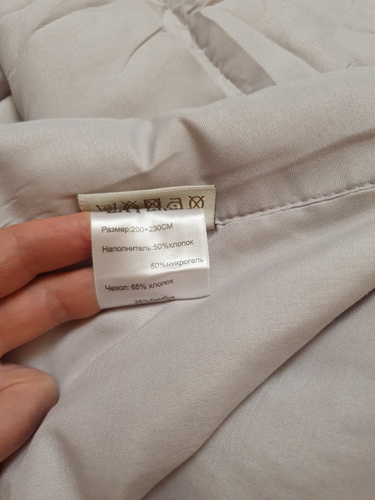 Размер:200×230СМ
Наполнитель:50%хлопок
50%микрогель
Чехол: 65% хлопок